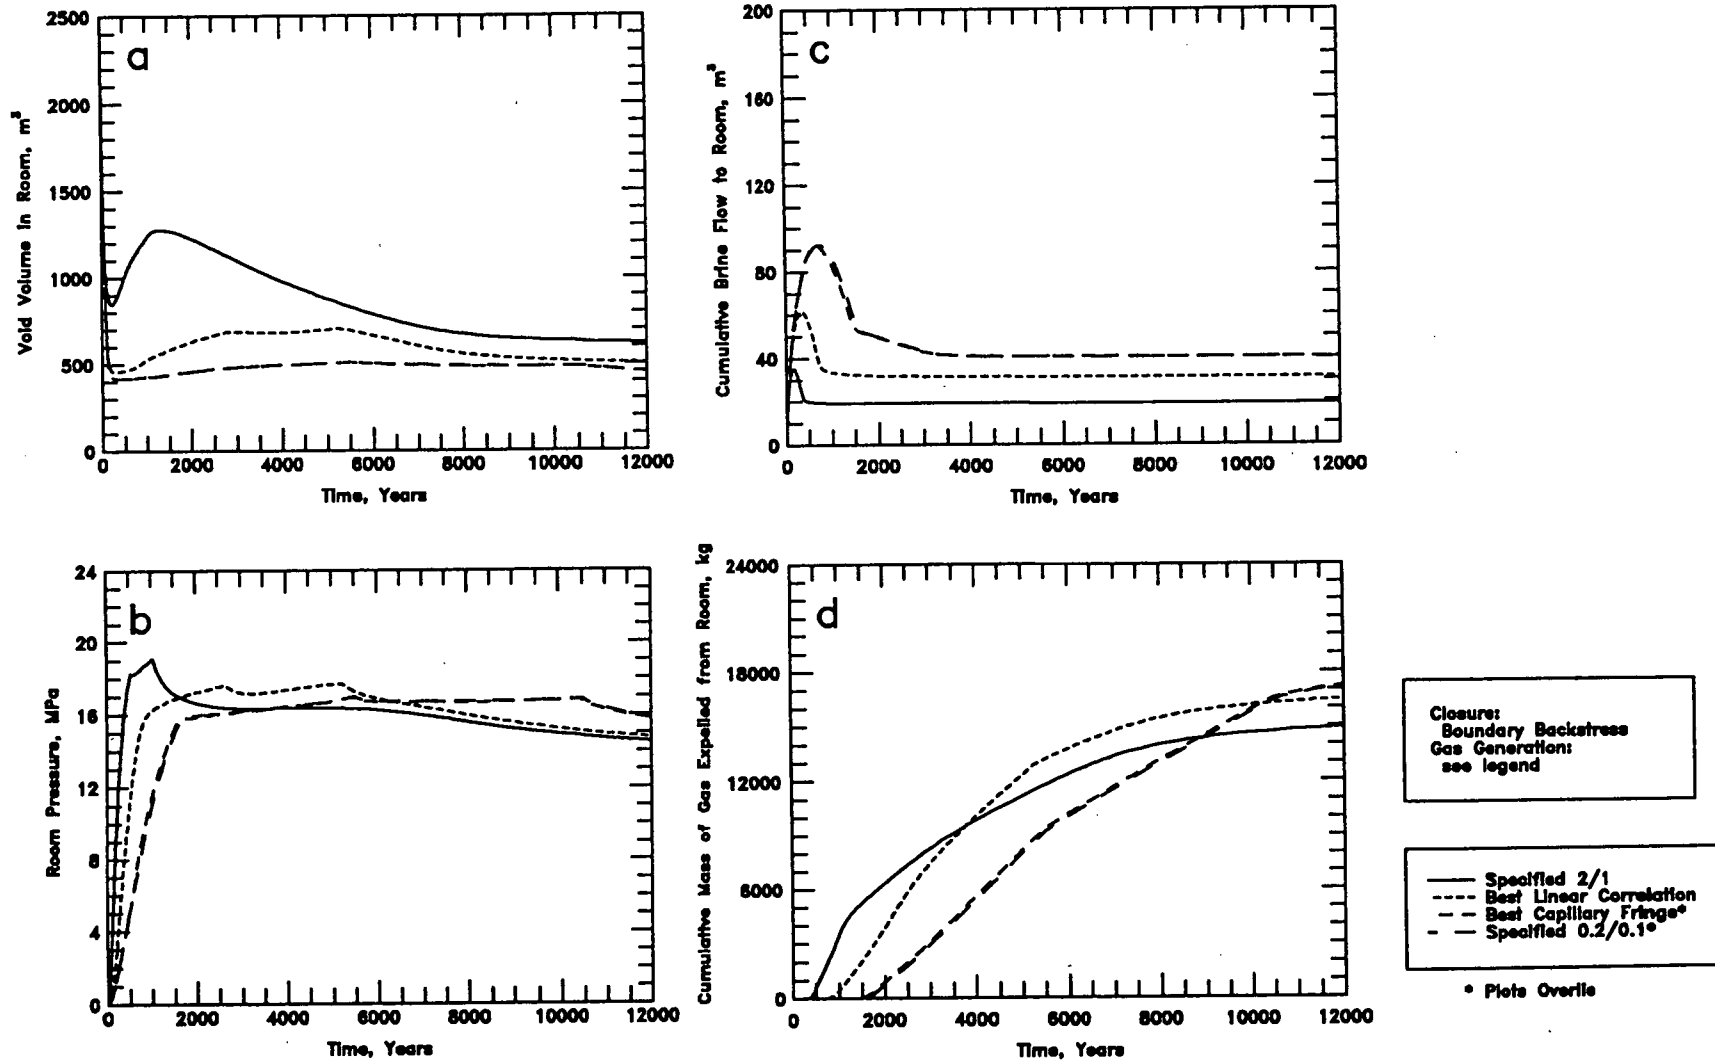 a
2500
2000
1500
1000
500
0
Void Volume in Room, m³
0 2000 4000 6000 8000 10000 12000
Time, Years
c
200
160
120
80
40
0
Cumulative Brine Flow to Room, m³
0 2000 4000 6000 8000 10000 12000
Time, Years
b
24
20
16
12
8
4
0
Room Pressure, MPa
0 2000 4000 6000 8000 10000 12000
Time, Years
d
24000
18000
12000
6000
0
Cumulative Mass of Gas Expelled from Room, kg
0 2000 4000 6000 8000 10000 12000
Time, Years
Closure:
Boundary Backstress
Gas Generation:
see legend
Specified 2/1
Best Linear Correlation
Best Capillary Fringe*
Specified 0.2/0.1*
* Plots Overlie